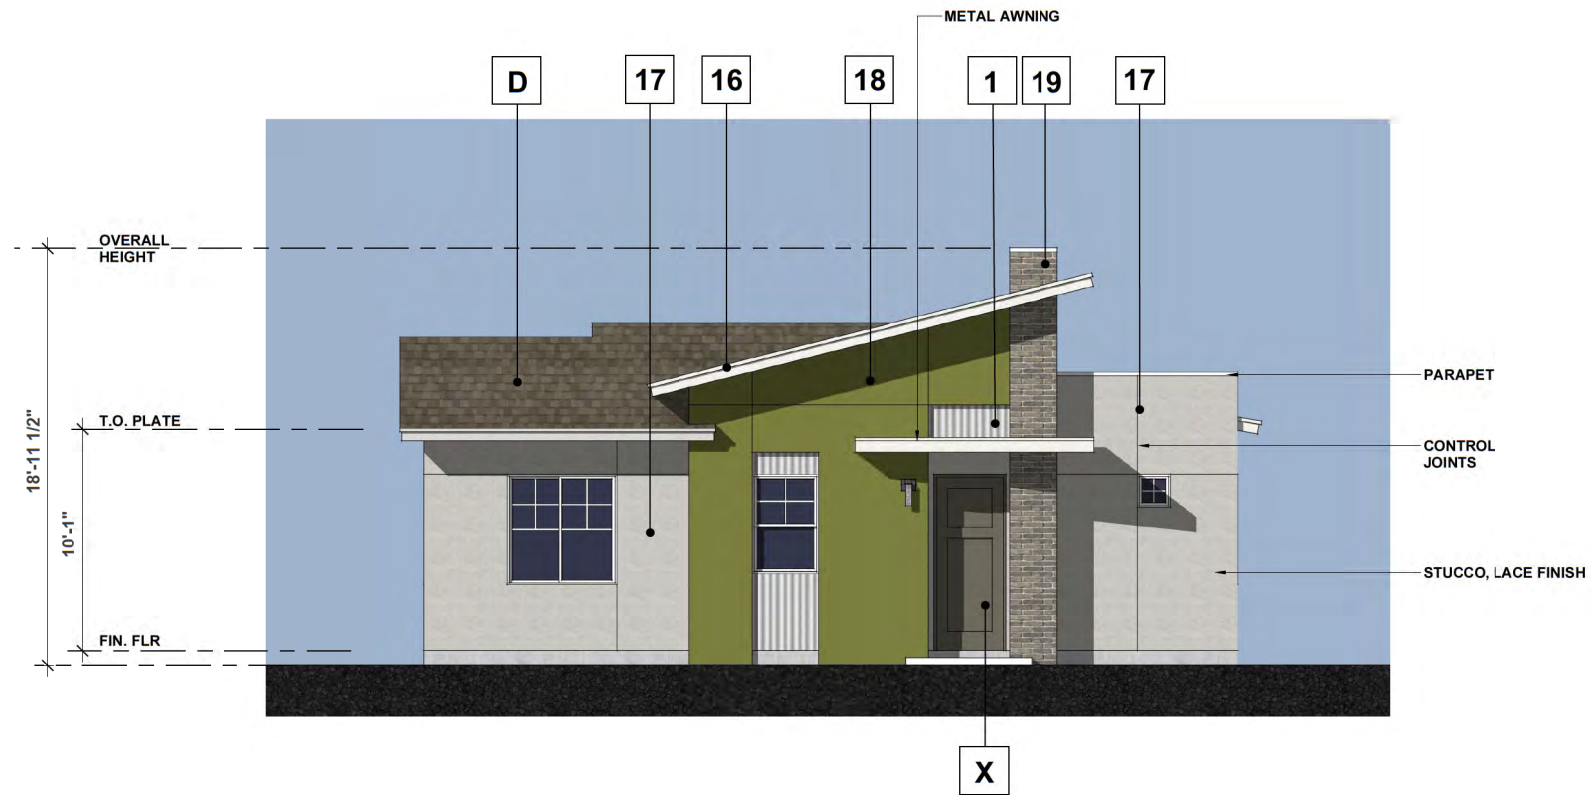 METAL AWNING
D
17
16
18
1
19
17
OVERALL
HEIGHT
PARAPET
T.O. PLATE
18'-11 1/2"
CONTROL
JOINTS
10'-1"
STUCCO, LACE FINISH
FIN. FLR
X